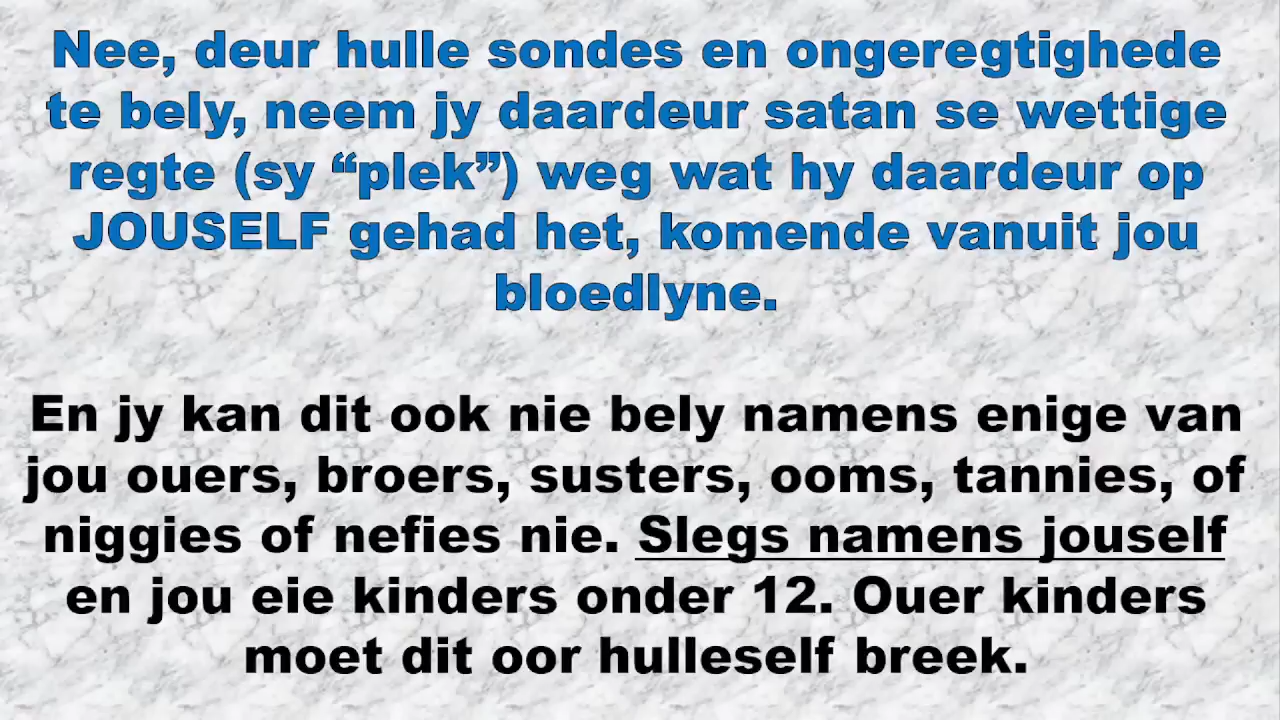 Nee, deur hulle sondes en ongeregtighede
te bely, neem jy daardeur satan se wettige
regte (sy “plek”) weg wat hy daardeur op
JOUSELF gehad het, komende vanuit jou
bloedlyne.
En jy kan dit ook nie bely namens enige van
jou ouers, broers, susters, ooms, tannies, of
niggies of nefies nie. Slegs namens jouself
en jou eie kinders onder 12. Ouer kinders
moet dit oor hulleself breek.